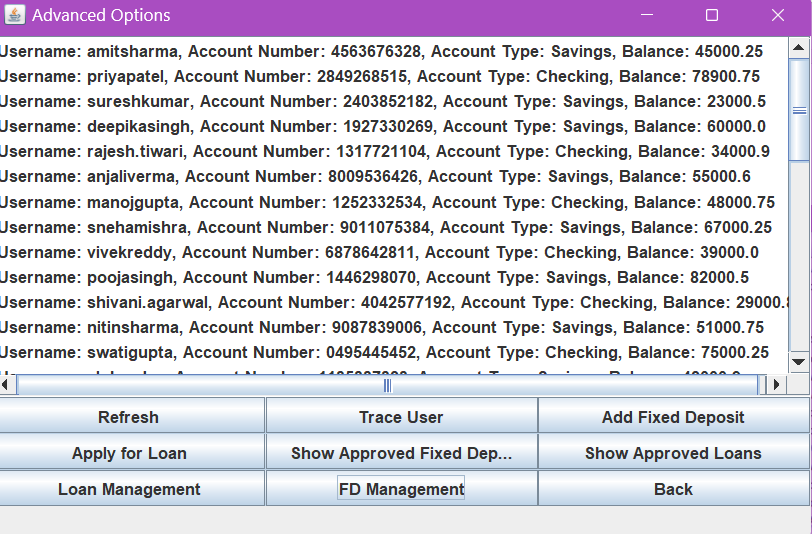 Advanced Options
Username: amitsharma, Account Number: 4563676328, Account Type: Savings, Balance: 45000.25
Username: priyapatel, Account Number: 2849268515, Account Type: Checking, Balance: 78900.75
Username: sureshkumar, Account Number: 2403852182, Account Type: Savings, Balance: 23000.5
Username: deepikasingh, Account Number: 1927330269, Account Type: Savings, Balance: 60000.0
Username: rajesh.tiwari, Account Number: 1317721104, Account Type: Checking, Balance: 34000.9
Username: anjaliverma, Account Number: 8009536426, Account Type: Savings, Balance: 55000.6
Username: manojgupta, Account Number: 1252332534, Account Type: Checking, Balance: 48000.75
Username: snehamishra, Account Number: 9011075384, Account Type: Savings, Balance: 67000.25
Username: vivekreddy, Account Number: 6878642811, Account Type: Checking, Balance: 39000.0
Username: poojasingh, Account Number: 1446298070, Account Type: Savings, Balance: 82000.5
Username: shivani.agarwal, Account Number: 4042577192, Account Type: Checking, Balance: 29000.8
Username: nitinsharma, Account Number: 9087839006, Account Type: Savings, Balance: 51000.75
Username: swatigupta, Account Number: 0495445452, Account Type: Checking, Balance: 75000.25
Refresh Trace User Add Fixed Deposit
Apply for Loan Show Approved Fixed Dep... Show Approved Loans
Loan Management FD Management Back